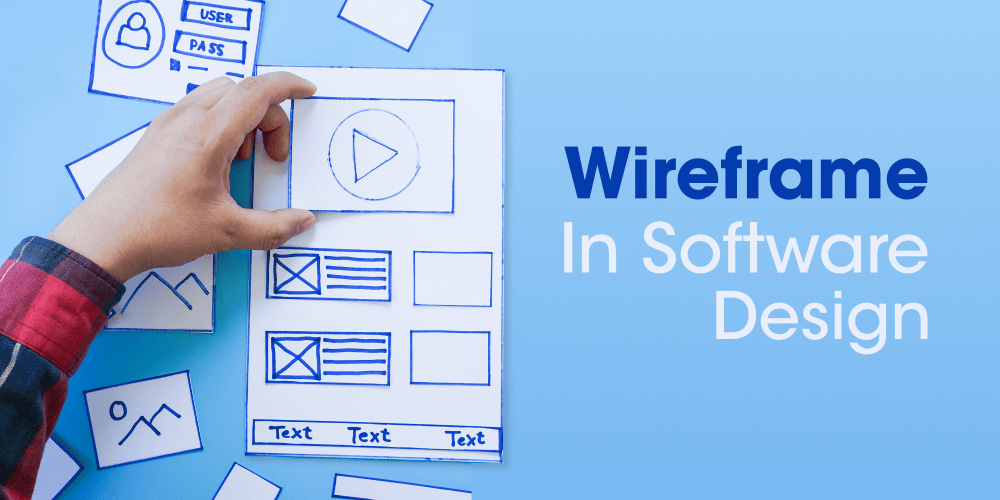 USER
PASS
Text Text Text
Wireframe
In Software
Design